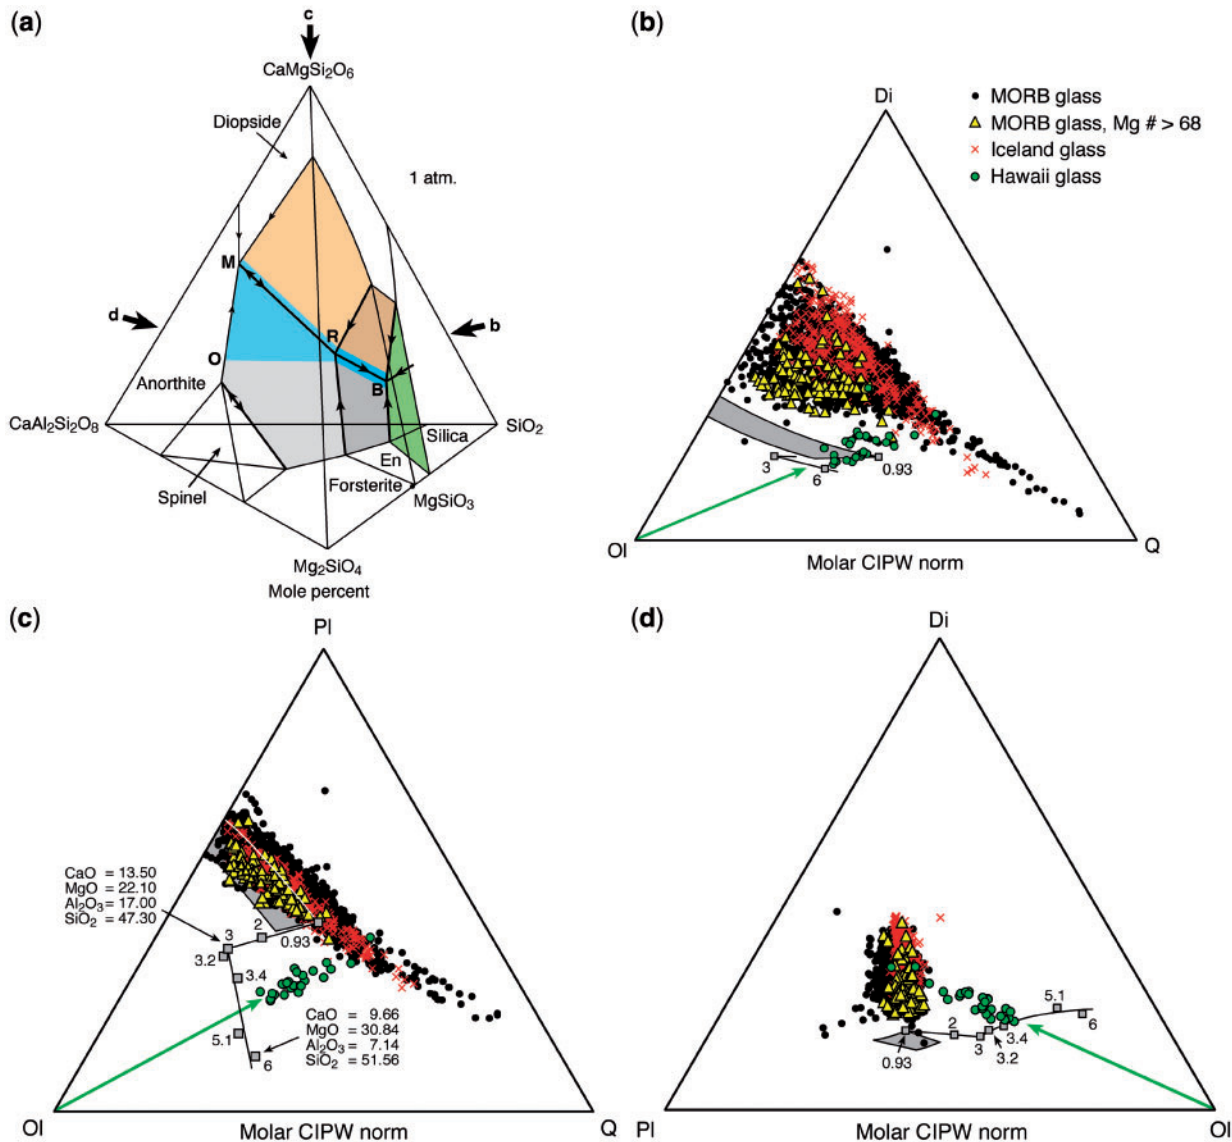 (a)
c
CaMgSi₂O₆
Diopside
1 atm.
M
d
R
b
O
B
Anorthite
CaAl₂Si₂O₈
Silica
SiO₂
En
Spinel
Forsterite
MgSiO₃
Mg₂SiO₄
Mole percent
(b)
Di
MORB glass
MORB glass, Mg # > 68
Iceland glass
Hawaii glass
3
6
0.93
Ol
Q
Molar CIPW norm
(c)
Pl
CaO = 13.50
MgO = 22.10
Al₂O₃= 17.00
SiO₂ = 47.30
3
2
0.93
3.2
3.4
5.1
6
CaO = 9.66
MgO = 30.84
Al₂O₃= 7.14
SiO₂ = 51.56
Ol
Q
Molar CIPW norm
(d)
Di
5.1
6
2
3
3.4
3.2
0.93
Pl
Ol
Molar CIPW norm